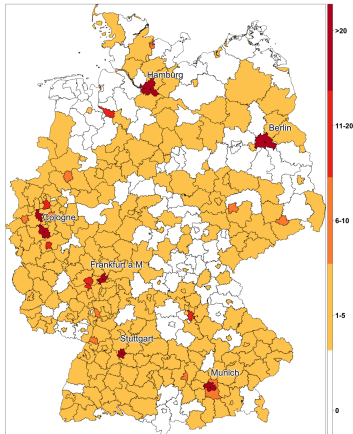 >20
Hamburg
Berlin
11-20
Cologne
6-10
Frankfurt a.M.
1-5
Stuttgart
Munich
0